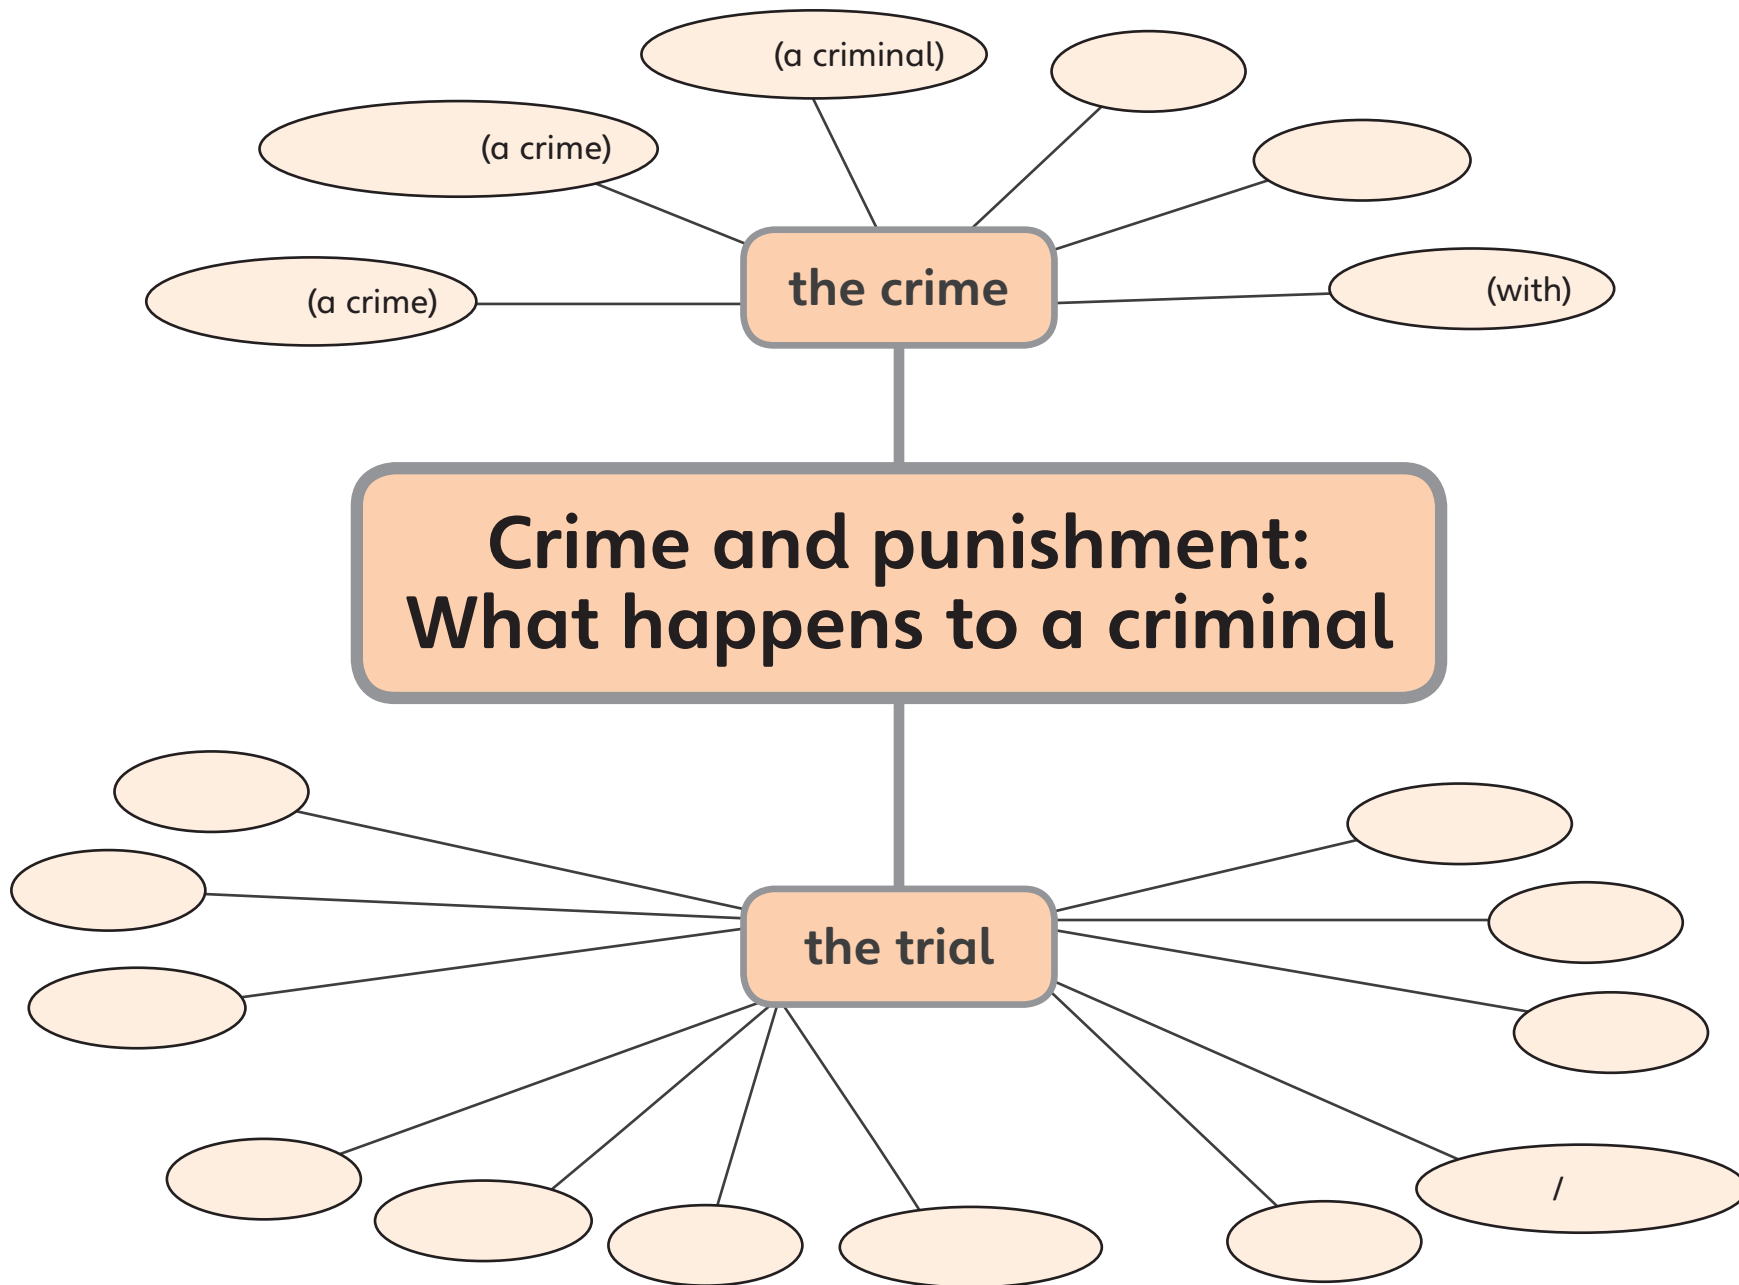 (a criminal)
(a crime)
(a crime)
the crime
(with)
Crime and punishment:
What happens to a criminal
the trial
/